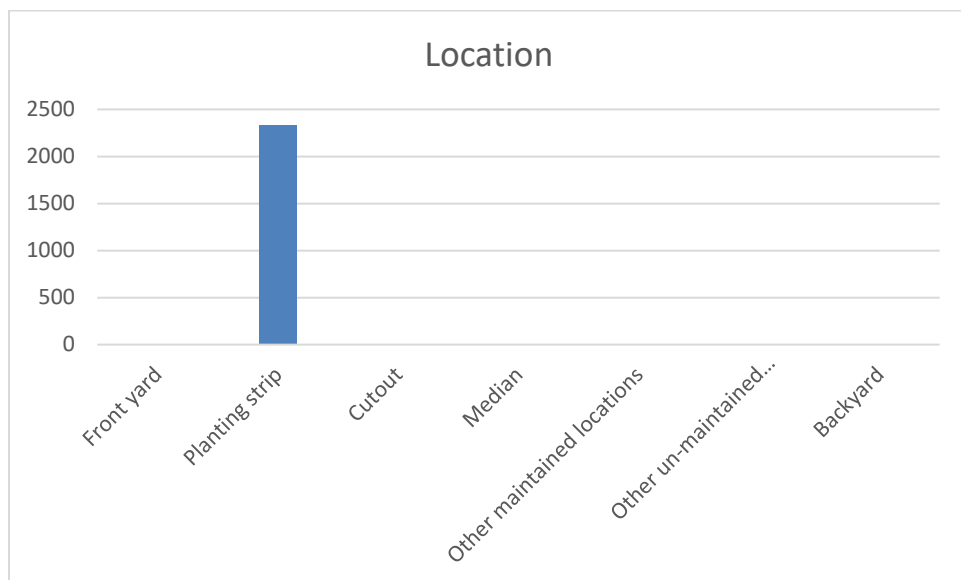 Location
2500
2000
1500
1000
500
0
Front yard
Planting strip
Cutout
Median
Other maintained locations
Other un-maintained...
Backyard